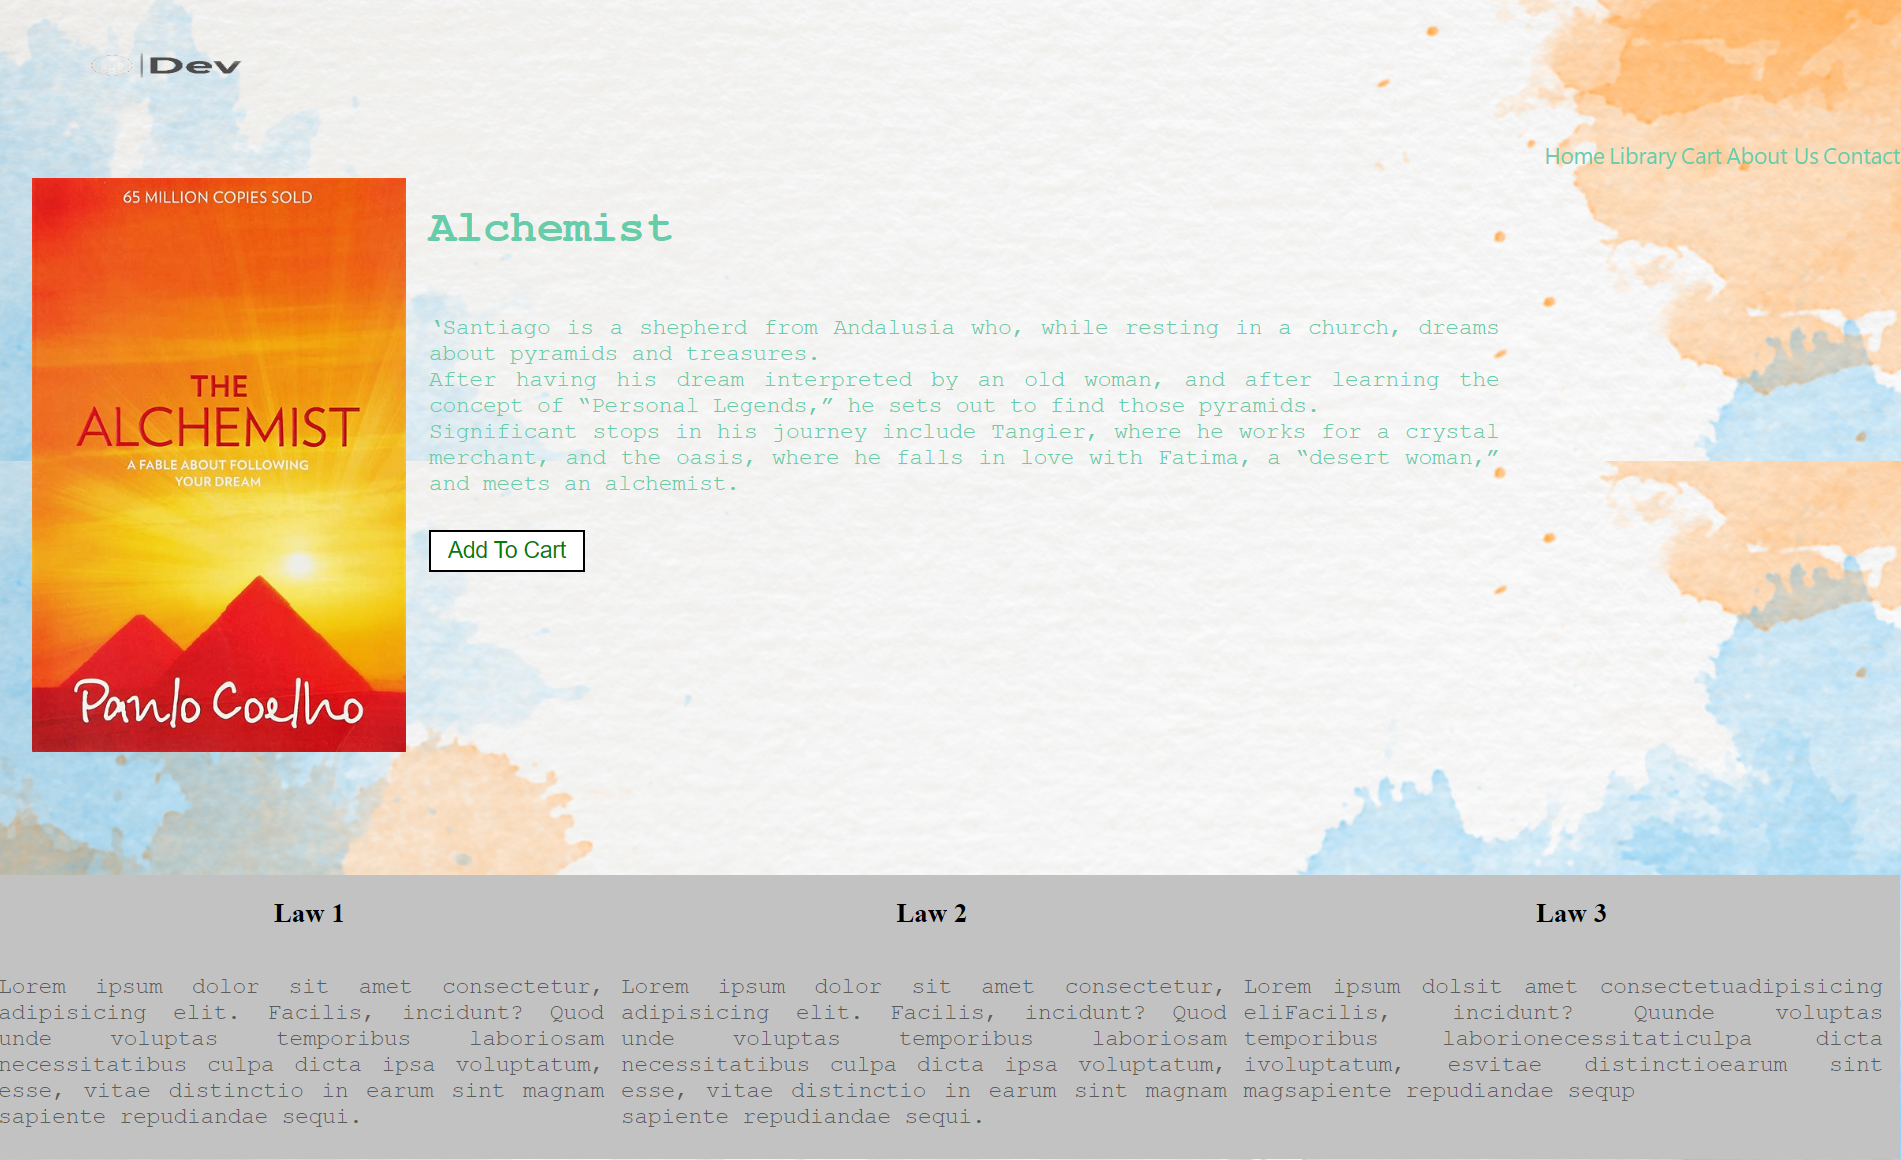 Dev
Home Library Cart About Us Contact
65 MILLION COPIES SOLD
THE
ALCHEMIST
A FABLE ABOUT FOLLOWING
YOUR DREAM
Paulo Coelho
Alchemist
‘Santiago is a shepherd from Andalusia who, while resting in a church, dreams
about pyramids and treasures.
After having his dream interpreted by an old woman, and after learning the
concept of “Personal Legends,” he sets out to find those pyramids.
Significant stops in his journey include Tangier, where he works for a crystal
merchant, and the oasis, where he falls in love with Fatima, a “desert woman,”
and meets an alchemist.
Add To Cart
Law 1
Lorem ipsum dolor sit amet consectetur,
adipisicing elit. Facilis, incidunt? Quod
unde voluptas temporibus laboriosam
necessitatibus culpa dicta ipsa voluptatum,
esse, vitae distinctio in earum sint magnam
sapiente repudiandae sequi.
Law 2
Lorem ipsum dolor sit amet consectetur,
adipisicing elit. Facilis, incidunt? Quod
unde voluptas temporibus laboriosam
necessitatibus culpa dicta ipsa voluptatum,
esse, vitae distinctio in earum sint magnam
sapiente repudiandae sequi.
Law 3
Lorem ipsum dolsit amet consectetuadipisicing
eliFacilis, incidunt? Quunde voluptas
temporibus laborionecessitaticulpa dicta
ivoluptatum, esvitae distinctioearum sint
magsapiente repudiandae sequp